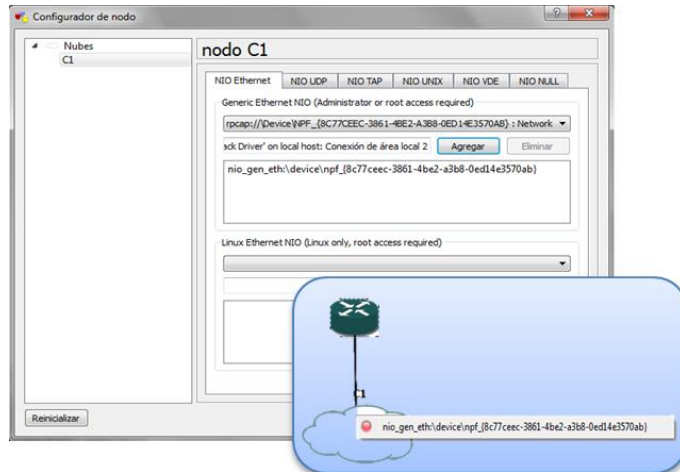 Configurador de nodo
Nubes
C1
nodo C1
NIO Ethernet NIO UDP NIO TAP NIO UNIX NIO VDE NIO NULL
Generic Ethernet NIO (Administrator or root access required)
rpcap://\Device\NPF_{8C77CEEC-3861-4BE2-A3B8-0ED14E3570AB} : Network
ack Driver' on local host: Conexión de área local 2 Agregar Eliminar
nio_gen_eth:\device\npf_{8c77ceec-3861-4be2-a3b8-0ed14e3570ab}
Linux Ethernet NIO (Linux only, root access required)
C1
nio_gen_eth:\device\npf_{8c77ceec-3861-4be2-a3b8-0ed14e3570ab}
Reinicializar